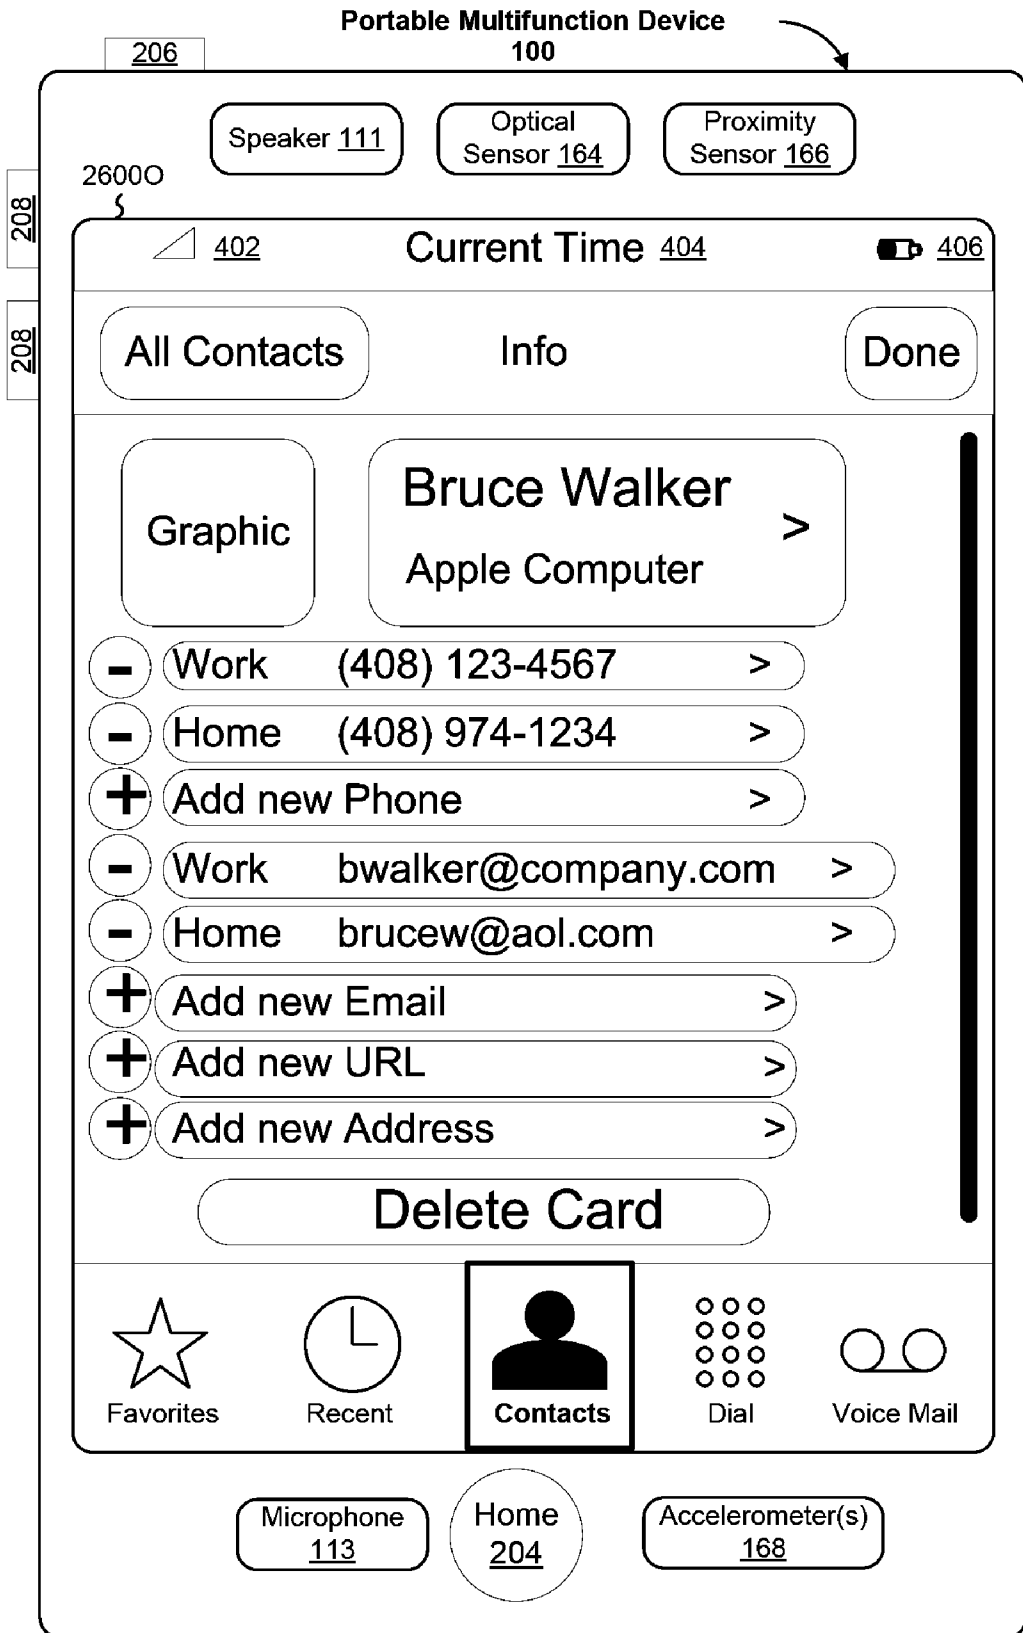 Portable Multifunction Device
100
206
Speaker 111
Optical
Sensor 164
Proximity
Sensor 166
2600O
208
208
402
Current Time 404
406
All Contacts
Info
Done
Graphic
Bruce Walker
>
Apple Computer
- Work (408) 123-4567 >
- Home (408) 974-1234 >
+ Add new Phone >
- Work bwalker@company.com >
- Home brucew@aol.com >
+ Add new Email >
+ Add new URL >
+ Add new Address >
Delete Card
Favorites
Recent
Contacts
Dial
Voice Mail
Microphone
113
Home
204
Accelerometer(s)
168